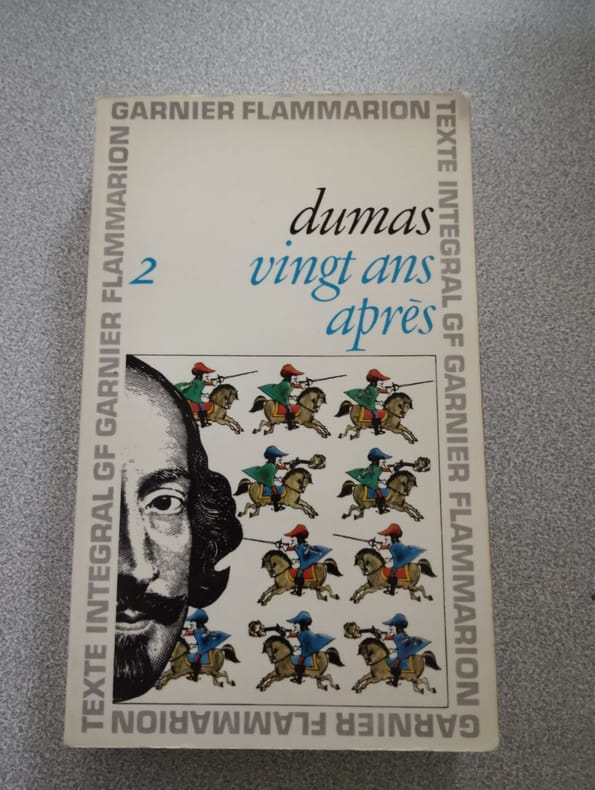 GARNIER FLAMMARION
TEXTE INTEGRAL GF GARNIER FLAMMARION
dumas
2 vingt ans
après
TEXTE INTEGRAL GF GARNIER FLAMMARION
GARNIER FLAMMARION